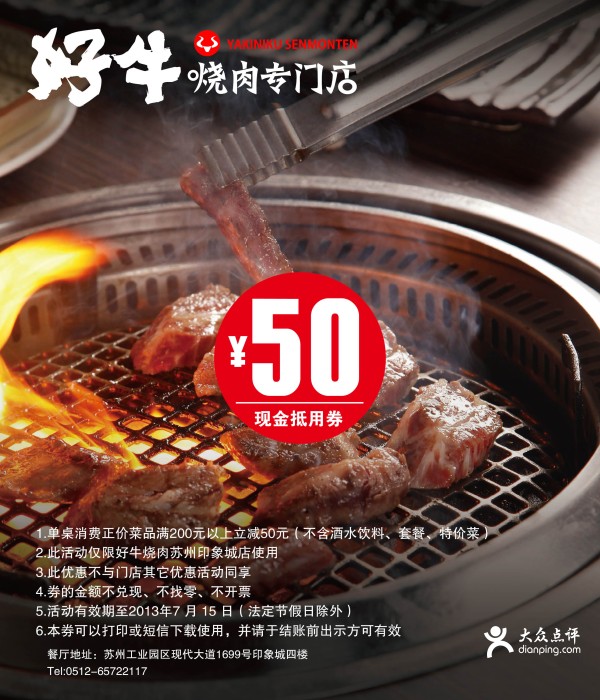 好牛
YAKINIKU SENMONTEN
烧肉专门店
¥50
现金抵用券
1.单桌消费正价菜品满200元以上立减50元（不含酒水饮料、套餐、特价菜）
2.此活动仅限好牛烧肉苏州印象城店使用
3.此优惠不与门店其它优惠活动同享
4.券的金额不兑现、不找零、不开票
5.活动有效期至2013年7月15日（法定节假日除外）
6.本券可以打印或短信下载使用，并请于结账前出示方可有效
餐厅地址：苏州工业园区现代大道1699号印象城四楼
Tel:0512-65722117
大众点评
dianping.com